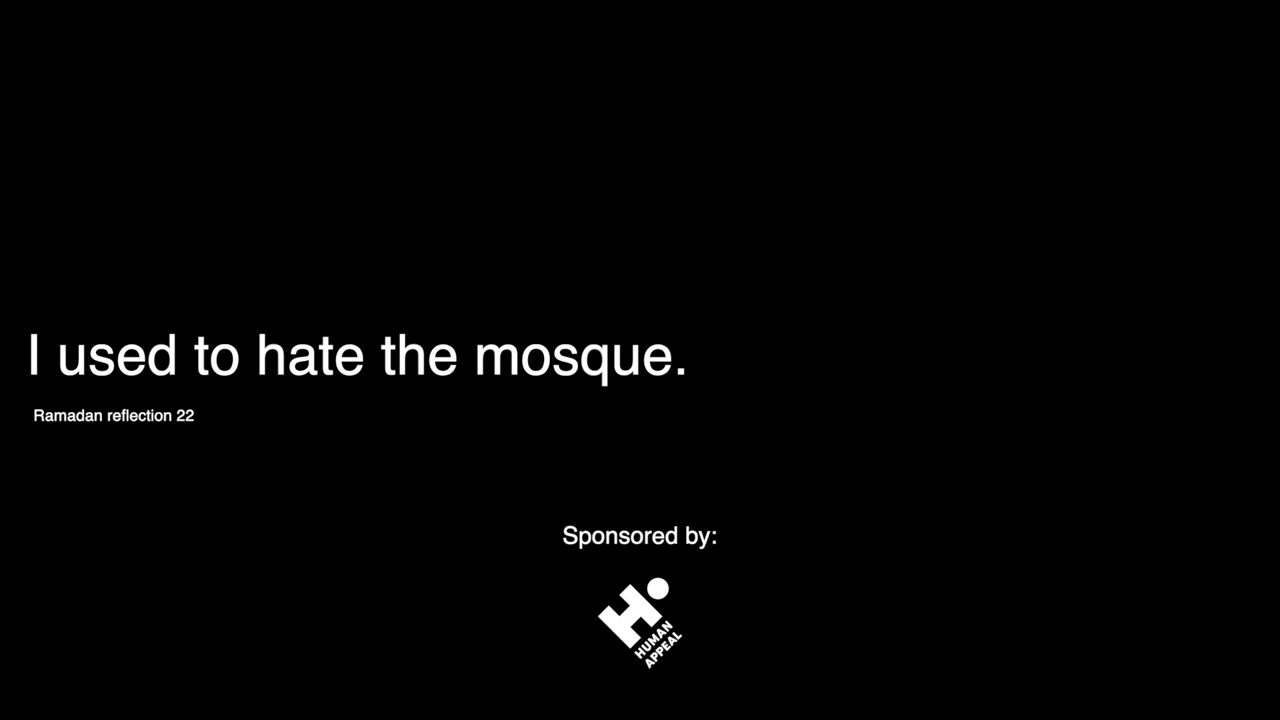 I used to hate the mosque.
Ramadan reflection 22
Sponsored by:
HUMAN
APPEAL